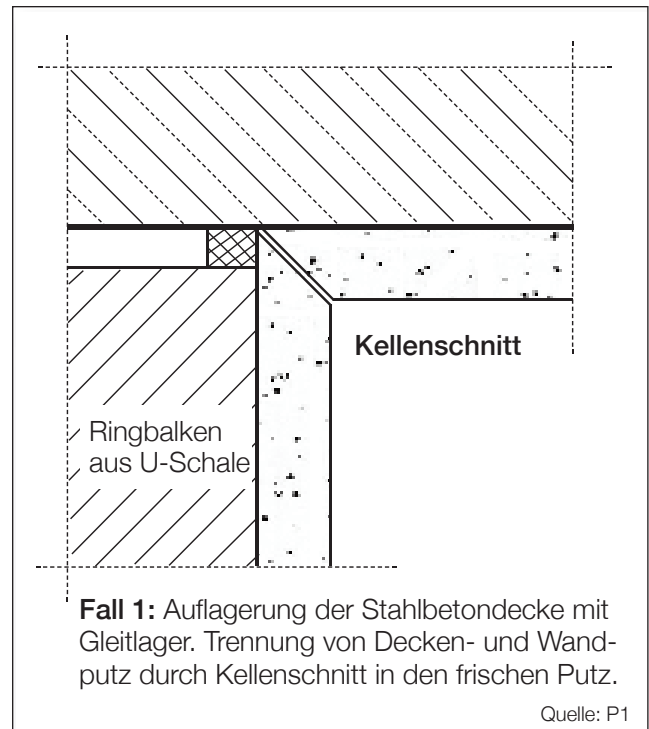 Kellenschnitt
Ringbalken
aus U-Schale
Fall 1: Auflagerung der Stahlbetondecke mit
Gleitlager. Trennung von Decken- und Wand-
putz durch Kellenschnitt in den frischen Putz.
Quelle: P1